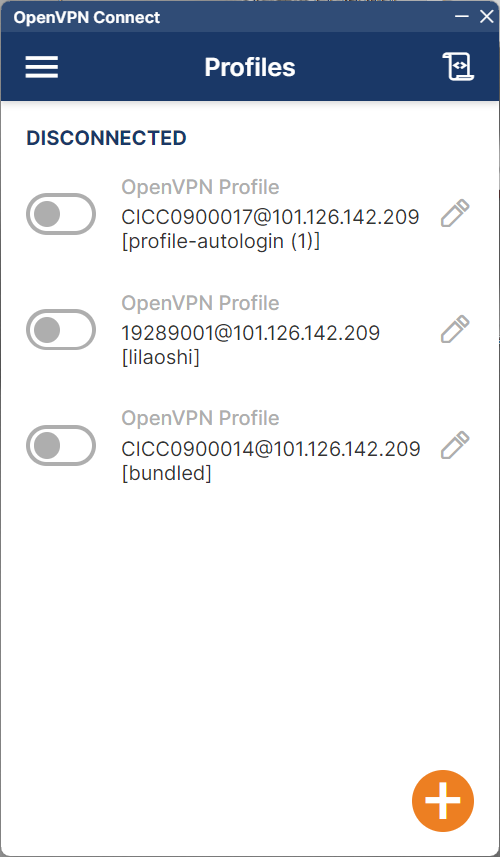 OpenVPN Connect
Profiles
DISCONNECTED
OpenVPN Profile
CICC0900017@101.126.142.209
[profile-autologin (1)]
OpenVPN Profile
19289001@101.126.142.209
[lilaoshi]
OpenVPN Profile
CICC0900014@101.126.142.209
[bundled]